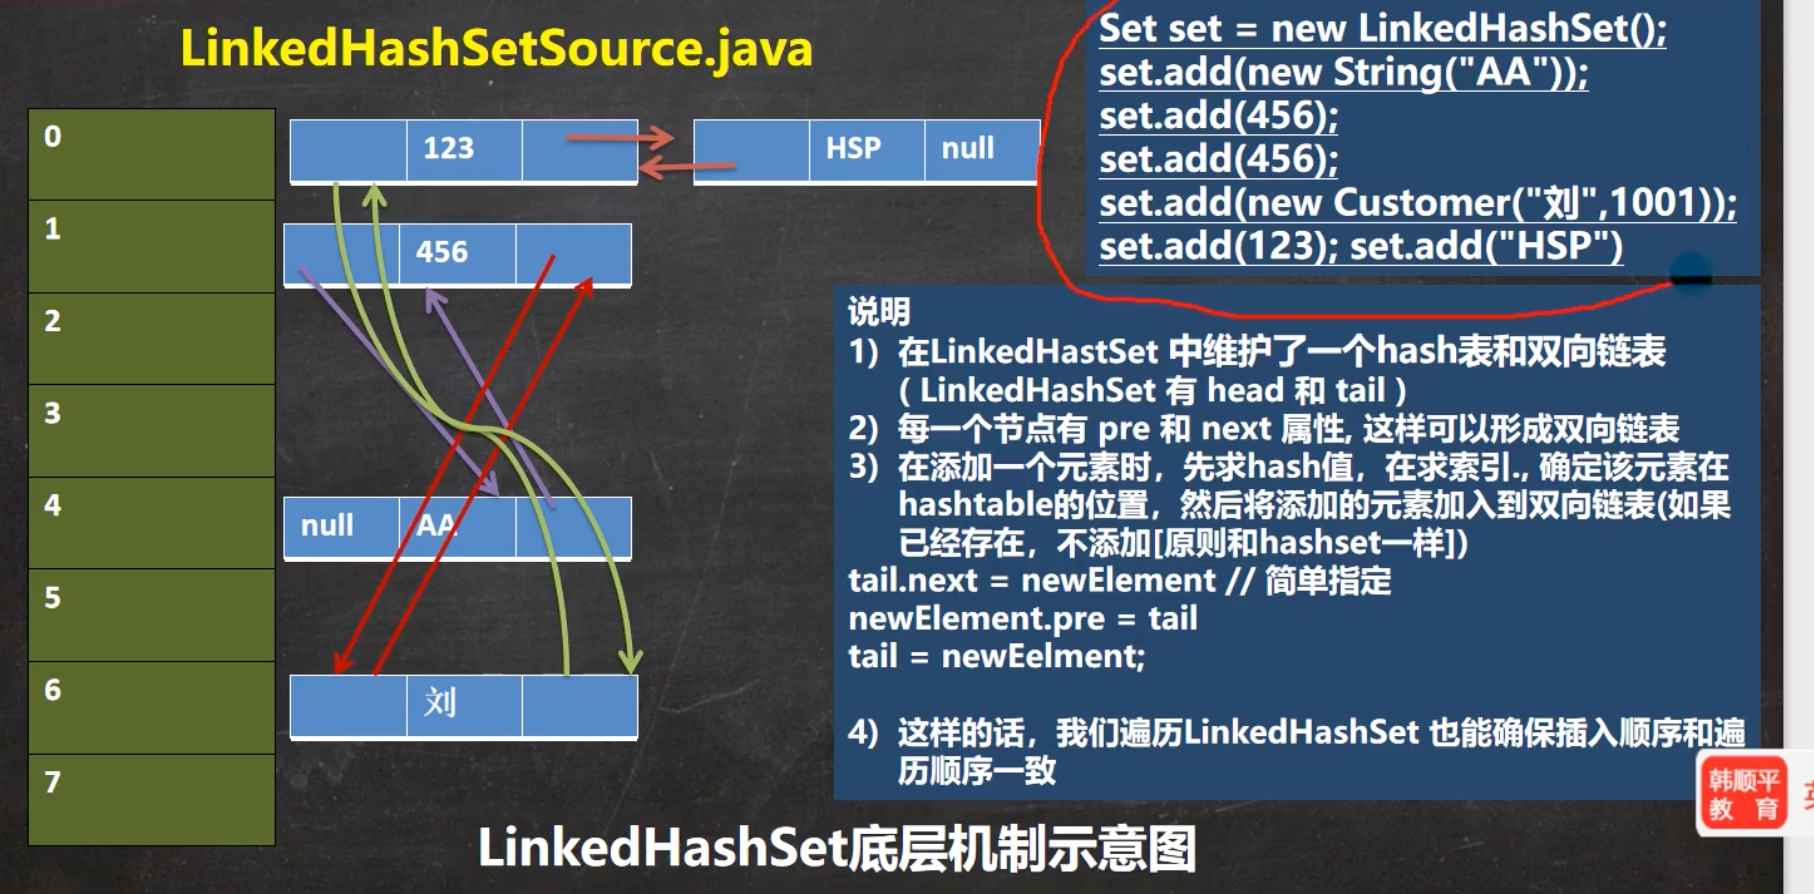 LinkedHashSetSource.java
Set set = new LinkedHashSet();
set.add(new String("AA"));
set.add(456);
set.add(456);
set.add(new Customer("刘",1001));
set.add(123); set.add("HSP")
0
1
2
3
4
5
6
7
123
HSP null
456
null AA
刘
说明
1) 在LinkedHastSet 中维护了一个hash表和双向链表
( LinkedHashSet 有 head 和 tail )
2) 每一个节点有 pre 和 next 属性, 这样可以形成双向链表
3) 在添加一个元素时，先求hash值，在求索引., 确定该元素在
hashtable的位置，然后将添加的元素加入到双向链表(如果
已经存在，不添加[原则和hashset一样])
tail.next = newElement // 简单指定
newElement.pre = tail
tail = newEelment;
4) 这样的话，我们遍历LinkedHashSet 也能确保插入顺序和遍
历顺序一致
韩顺平
教 育
LinkedHashSet底层机制示意图